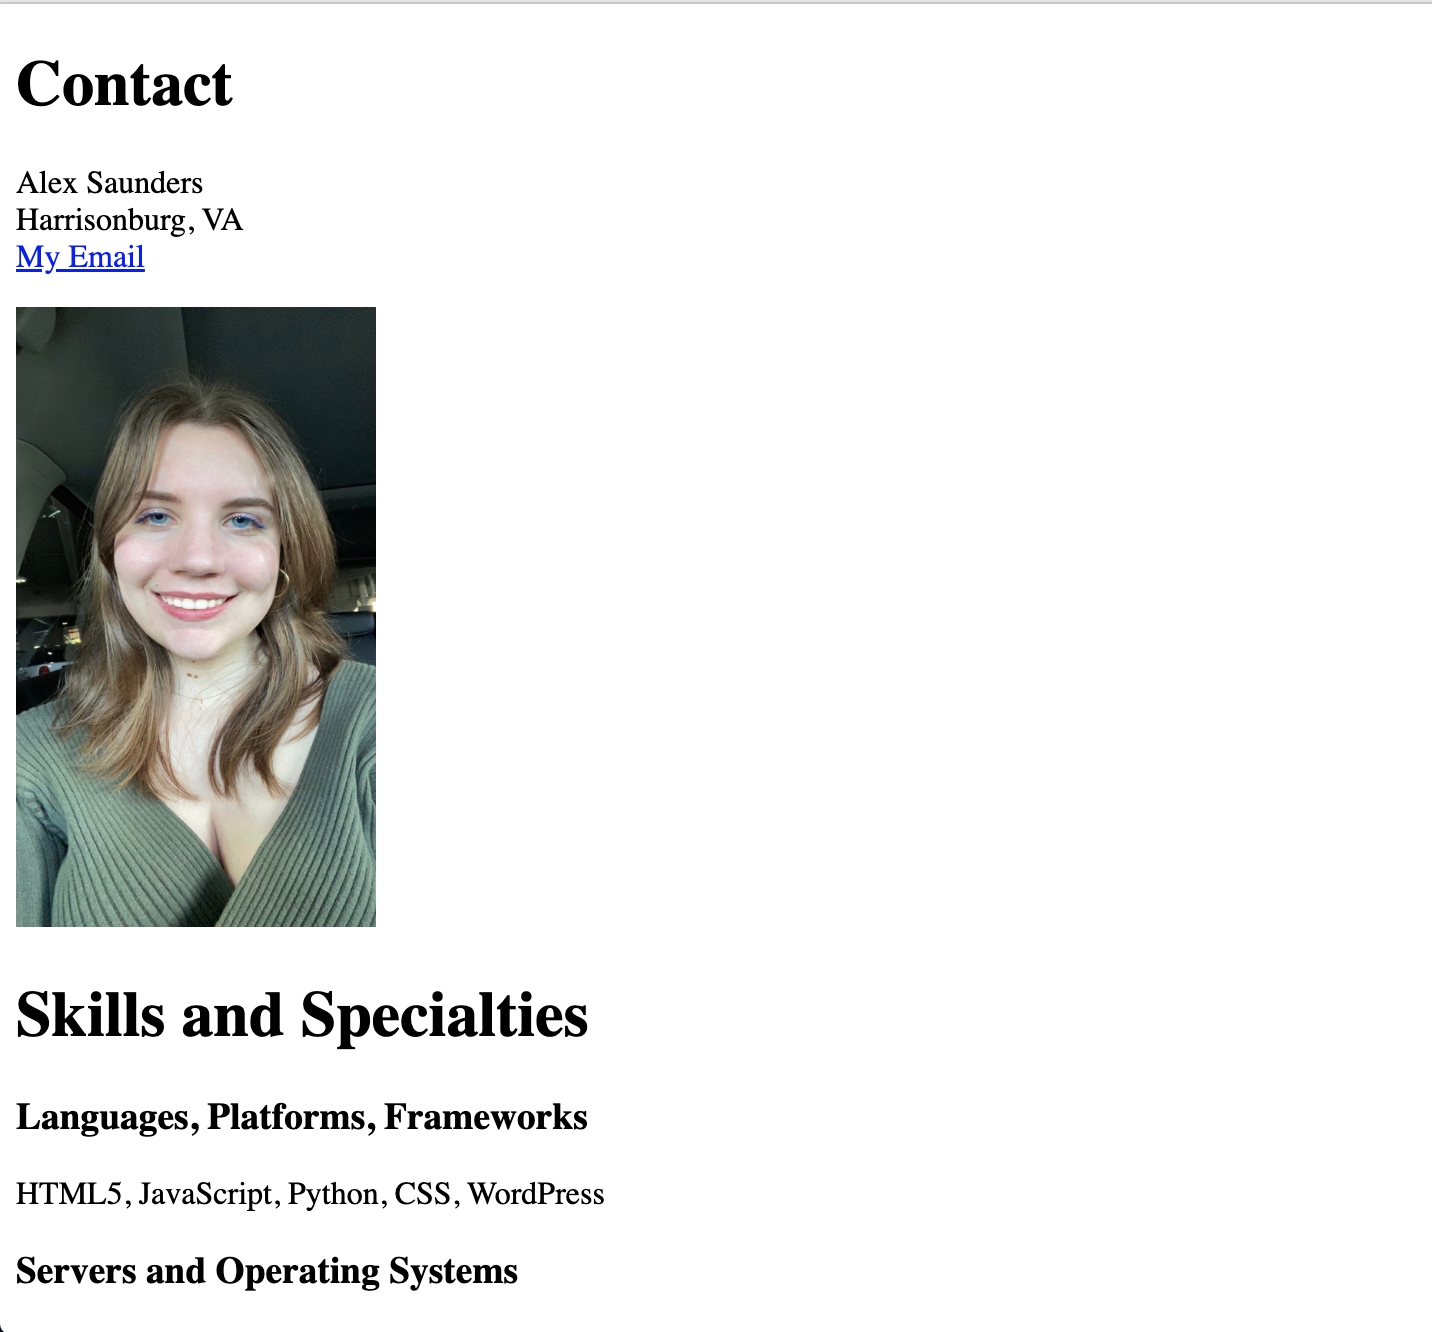 Contact
Alex Saunders
Harrisonburg, VA
My Email
Skills and Specialties
Languages, Platforms, Frameworks
HTML5, JavaScript, Python, CSS, WordPress
Servers and Operating Systems